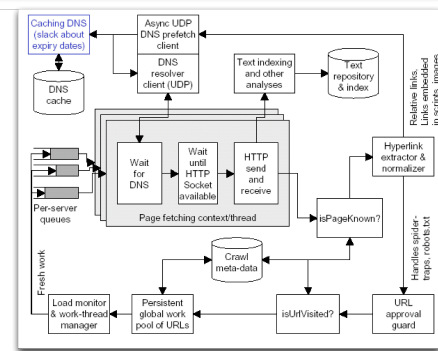 Caching DNS
(slack about
expiry dates)
DNS
cache
Async UDP
DNS prefetch
client
DNS
resolver
client (UDP)
Text indexing and other
analyses
Text
repository
& index
Relative links,
Links embedded
in scripts, images
Wait
for
DNS
Wait
until
HTTP
Socket
available
HTTP
send and
receive
Page fetching context/thread
Per-server
queues
Hyperlink
extractor &
normalizer
isPageKnown?
Handles spider-
traps, robots.txt
Fresh work
Crawl
meta-data
Load monitor
& work-thread
manager
Persistent
global work
pool of URLs
isUrlVisited?
URL
approval
guard